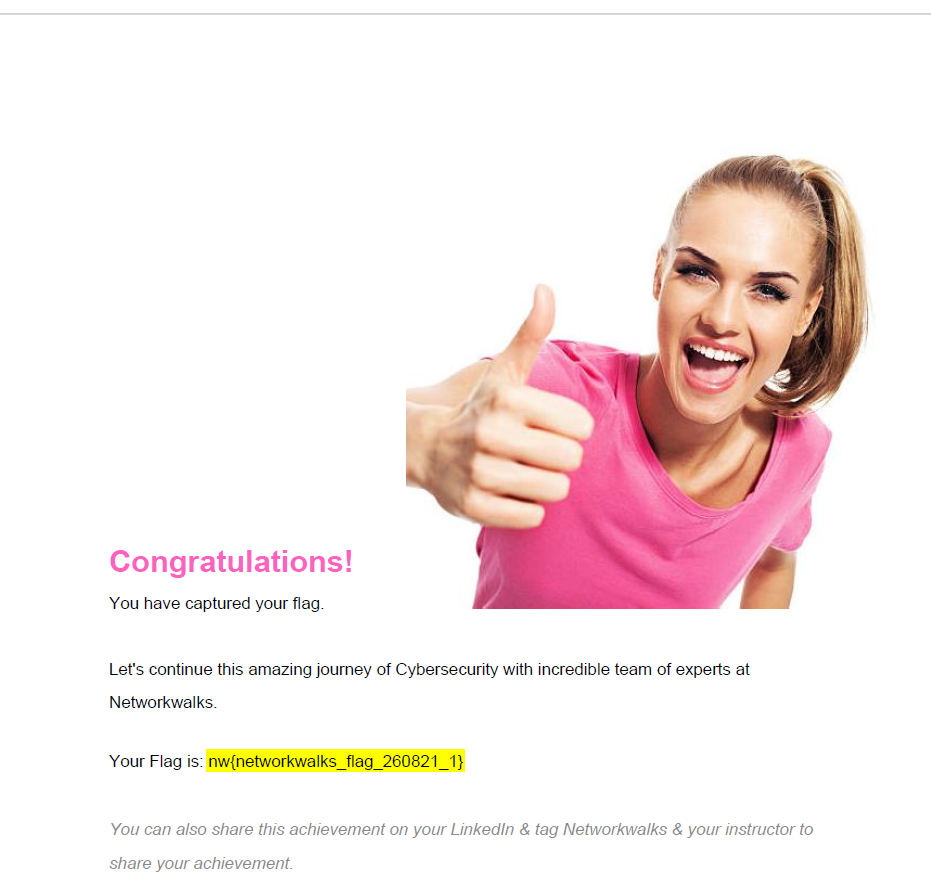 Congratulations!
You have captured your flag.
Let's continue this amazing journey of Cybersecurity with incredible team of experts at
Networkwalks.
Your Flag is: nw{networkwalks_flag_260821_1}
You can also share this achievement on your LinkedIn & tag Networkwalks & your instructor to
share your achievement.